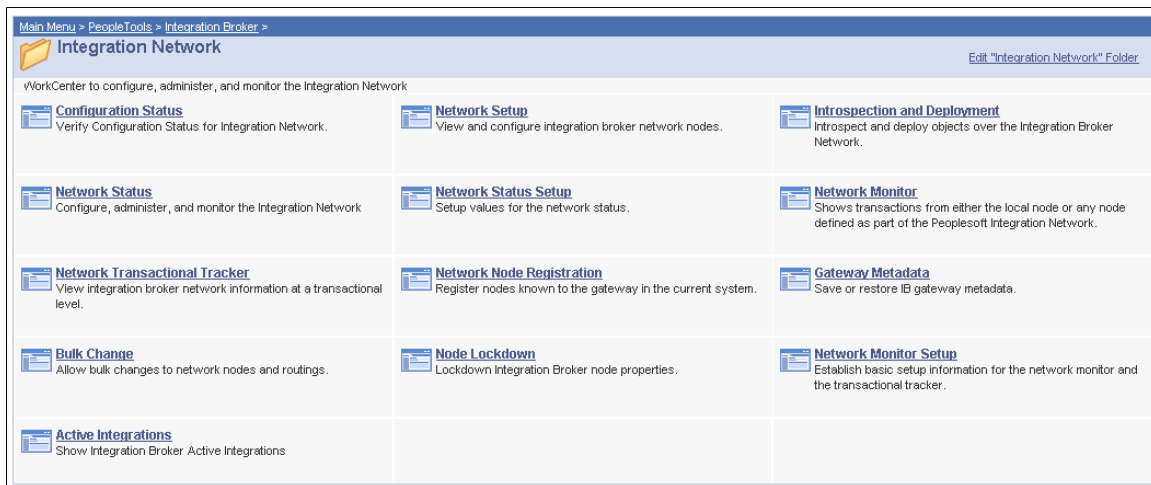 Main Menu > PeopleTools > Integration Broker >
Integration Network
Edit "Integration Network" Folder
WorkCenter to configure, administer, and monitor the Integration Network
Configuration Status
Verify Configuration Status for Integration Network.
Network Setup
View and configure integration broker network nodes.
Introspection and Deployment
Introspect and deploy objects over the Integration Broker
Network.
Network Status
Configure, administer, and monitor the Integration Network
Network Status Setup
Setup values for the network status.
Network Monitor
Shows transactions from either the local node or any node
defined as part of the Peoplesoft Integration Network.
Network Transactional Tracker
View integration broker network information at a transactional
level.
Network Node Registration
Register nodes known to the gateway in the current system.
Gateway Metadata
Save or restore IB gateway metadata.
Bulk Change
Allow bulk changes to network nodes and routings.
Node Lockdown
Lockdown Integration Broker node properties.
Network Monitor Setup
Establish basic setup information for the network monitor and
the transactional tracker.
Active Integrations
Show Integration Broker Active Integrations